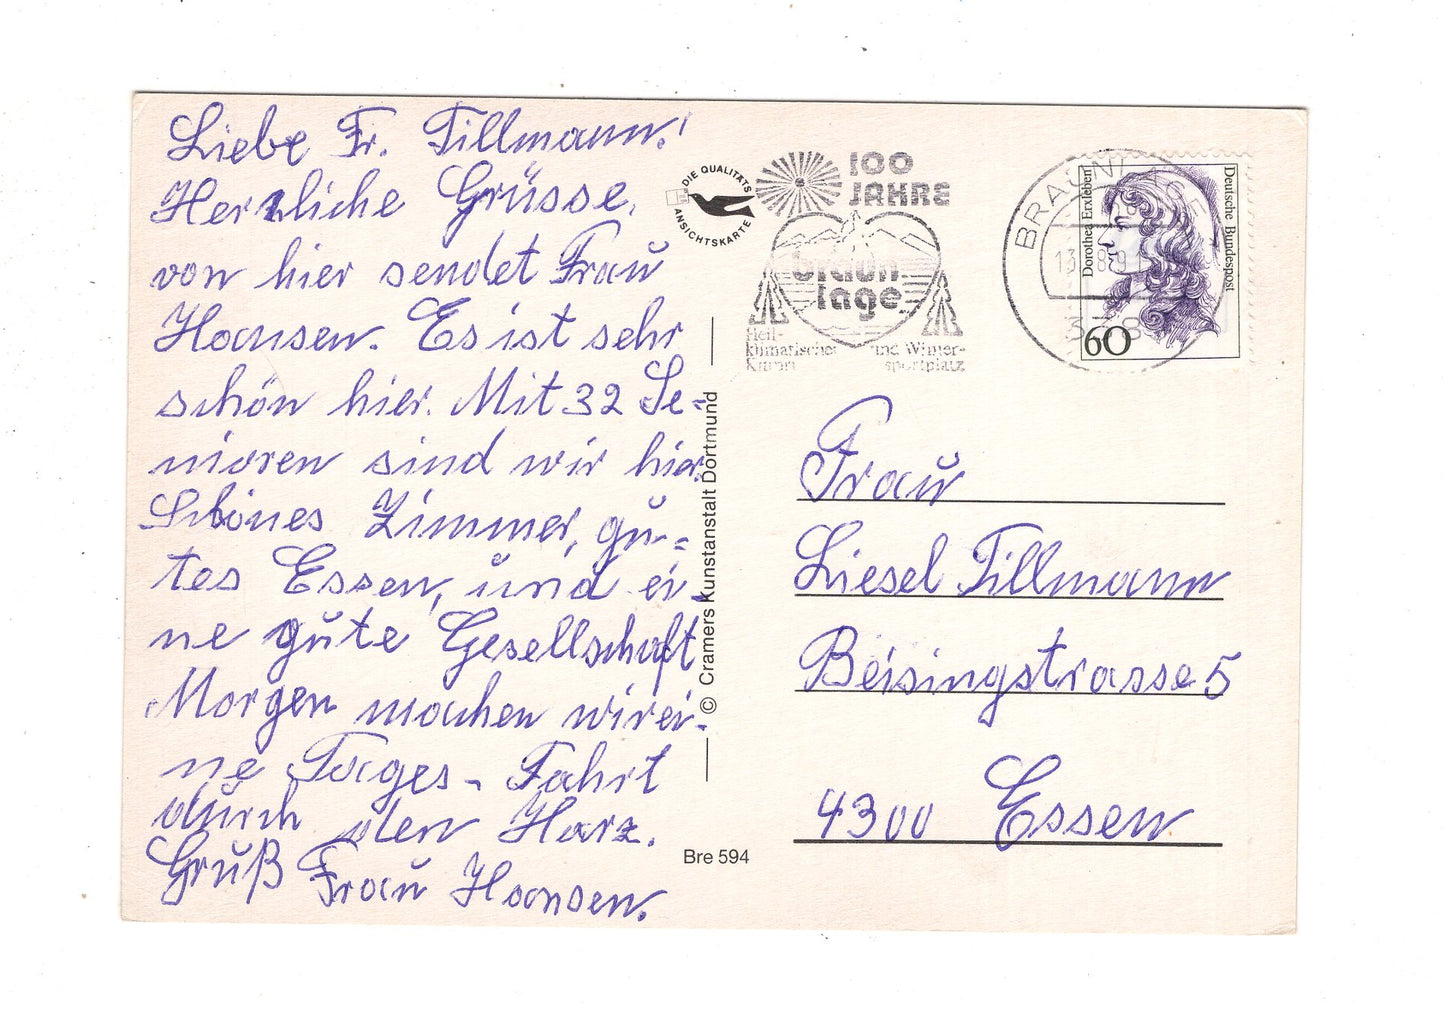 Liebe Fr. Tillmann!
Herzliche Grüsse,
von hier sendet Frau
Hansen. Es ist sehr
schön hier. Mit 32 Se-
nioren sind wir hier.
Schönes Zimmer, gu-
tes Essen, und ei-
ne gute Gesellschaft
Morgen machen wir ei-
ne Tages-Fahrt
durch den Harz.
Gruß Frau Hansen.
DIE QUALITÄTS
ANSICHTSKARTE
© Cramers Kunstanstalt Dortmund
Bre 594
100
JAHRE
braun
lage
Heil-
klimatischer und Winter-
Kurort sportplatz
BRAUNLAGE
Dorothea Erxleben
Deutsche Bundespost
60
Frau
Liesel Tillmann
Beisingstrasse 5
4300 Essen